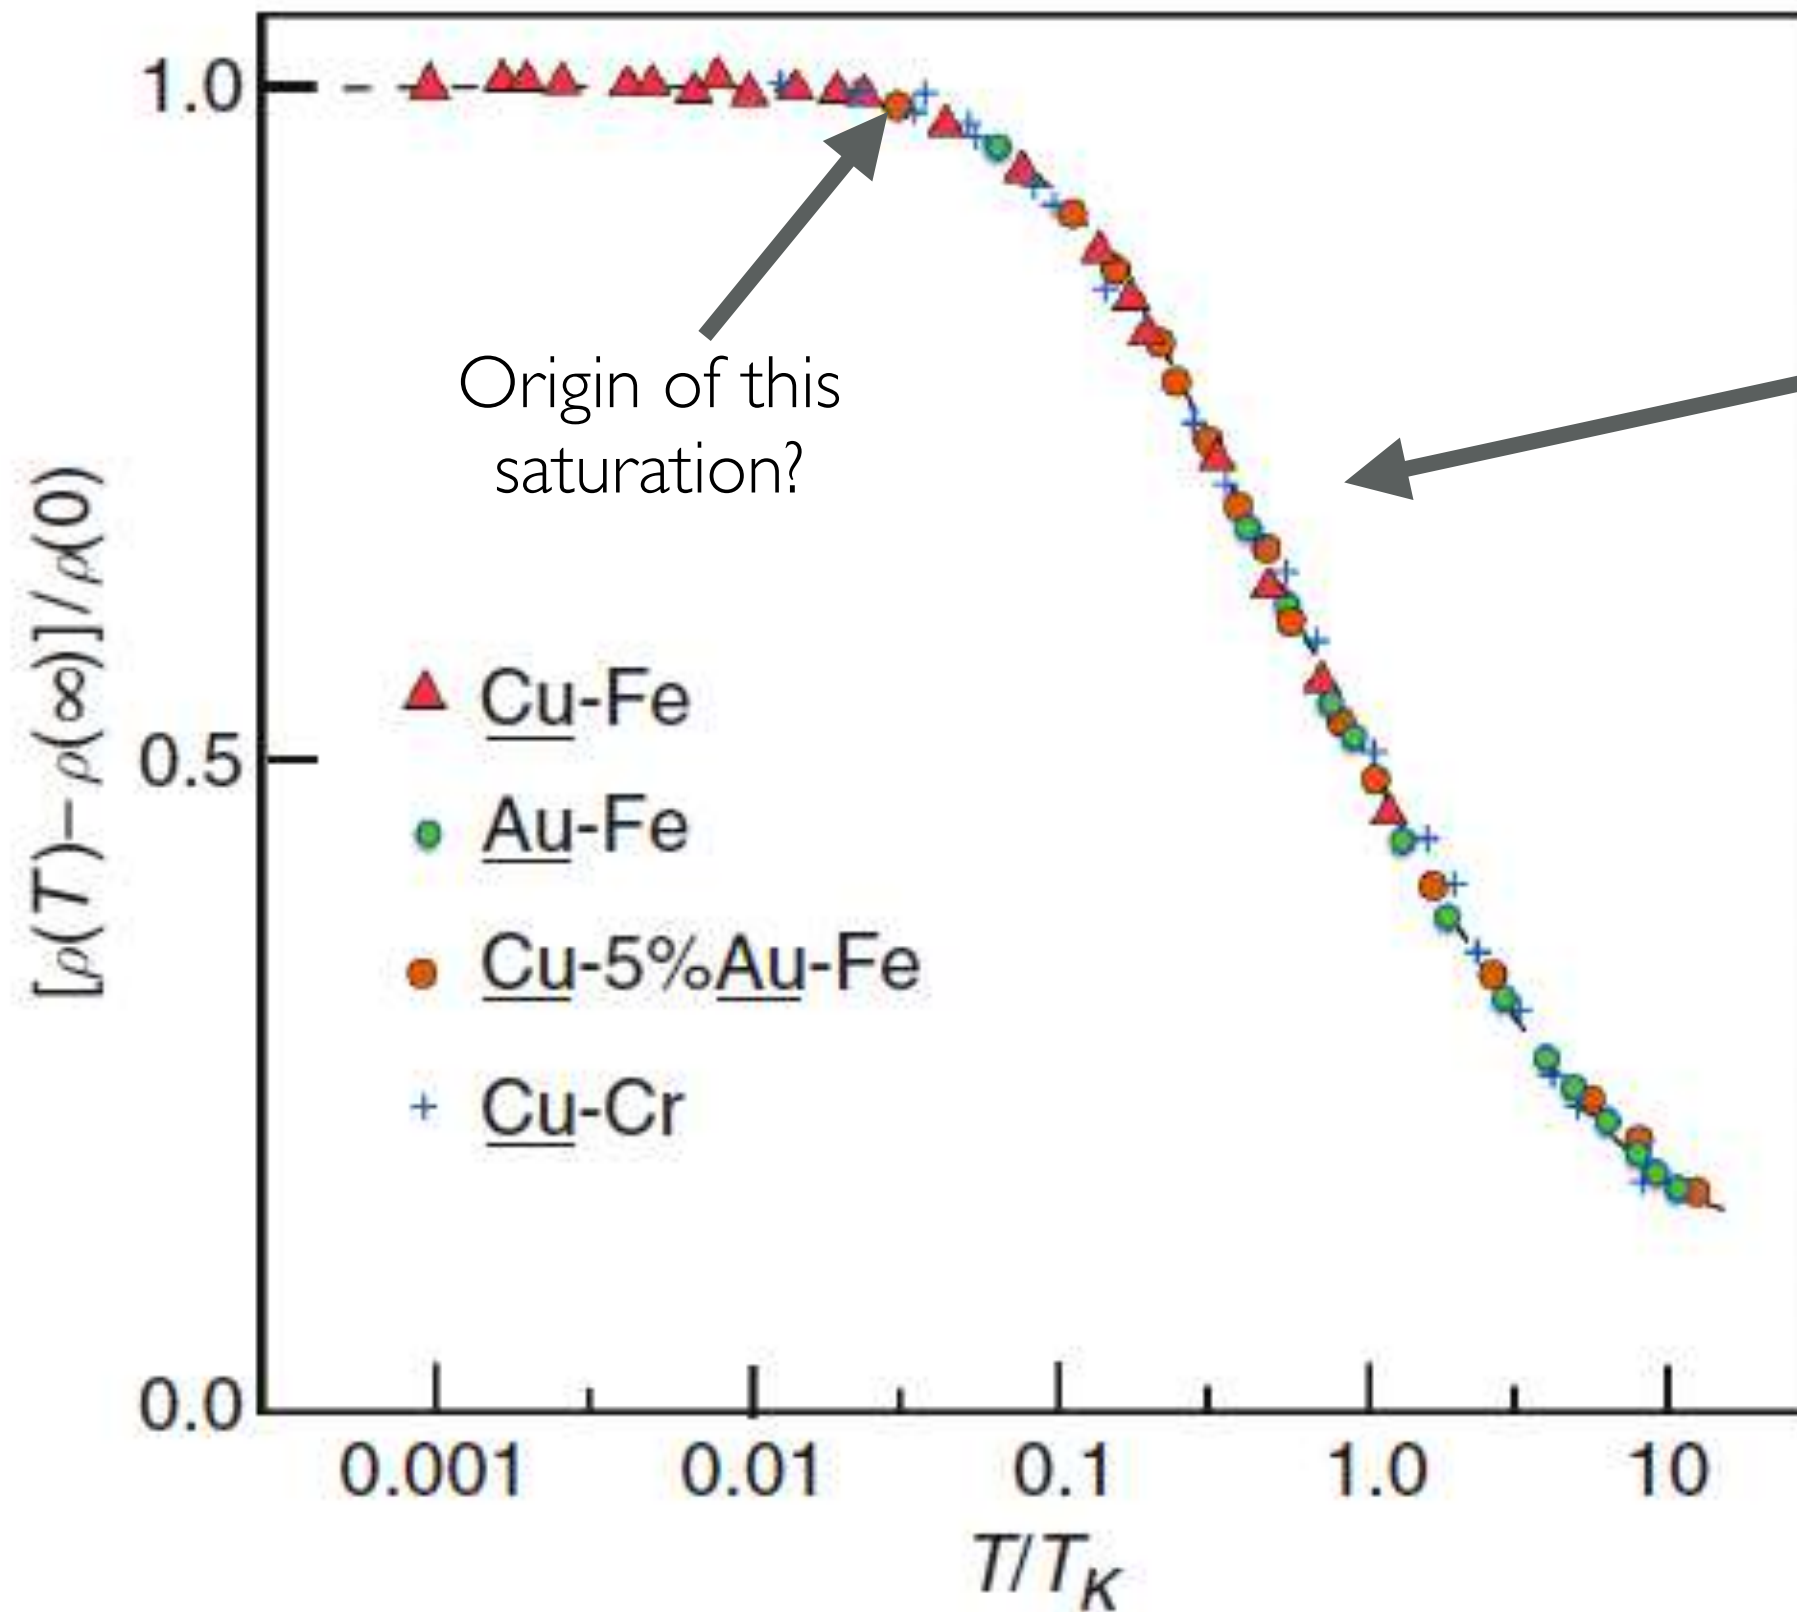 1.0
Origin of this
saturation?
[ρ(T)–ρ(∞)]/ρ(0)
Cu-Fe
0.5
Au-Fe
Cu-5%Au-Fe
Cu-Cr
0.0
0.001 0.01 0.1 1.0 10
T/TK